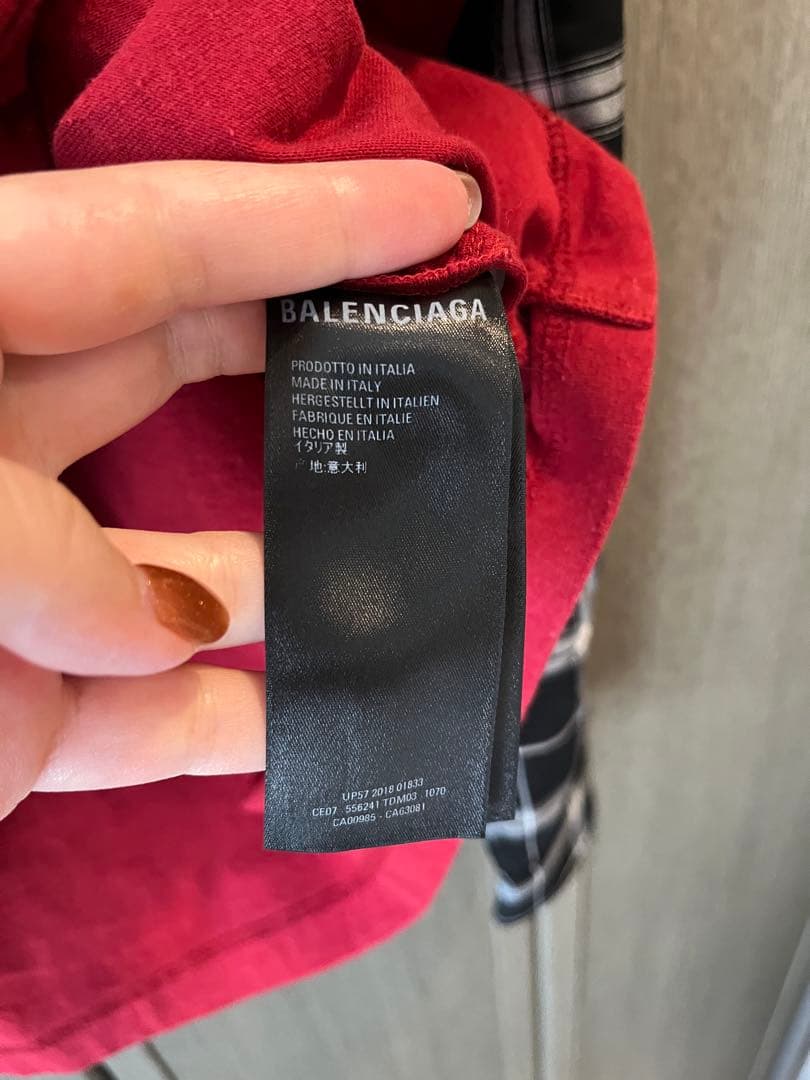 BALENCIAGA
PRODOTTO IN ITALIA
MADE IN ITALY
HERGESTELLT IN ITALIEN
FABRIQUE EN ITALIE
HECHO EN ITALIA
イタリア製
地:意大利
UP57 2018 01833
CE07 556241 TDM03 1070
CA00985 - CA63081